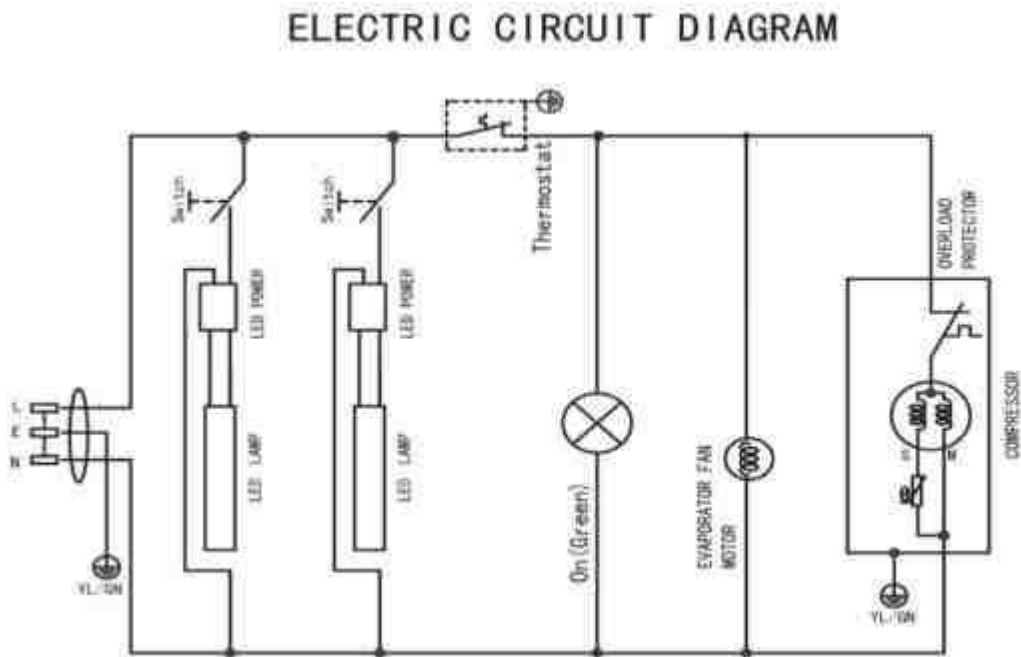 ELECTRIC CIRCUIT DIAGRAM
Switch
Switch
Thermostat
OVERLOAD
PROTECTOR
LED POWER
LED POWER
L
E
N
LED LAMP
LED LAMP
On(Green)
EVAPORATOR FAN
MOTOR
COMPRESSOR
M
YL/GN
YL/GN